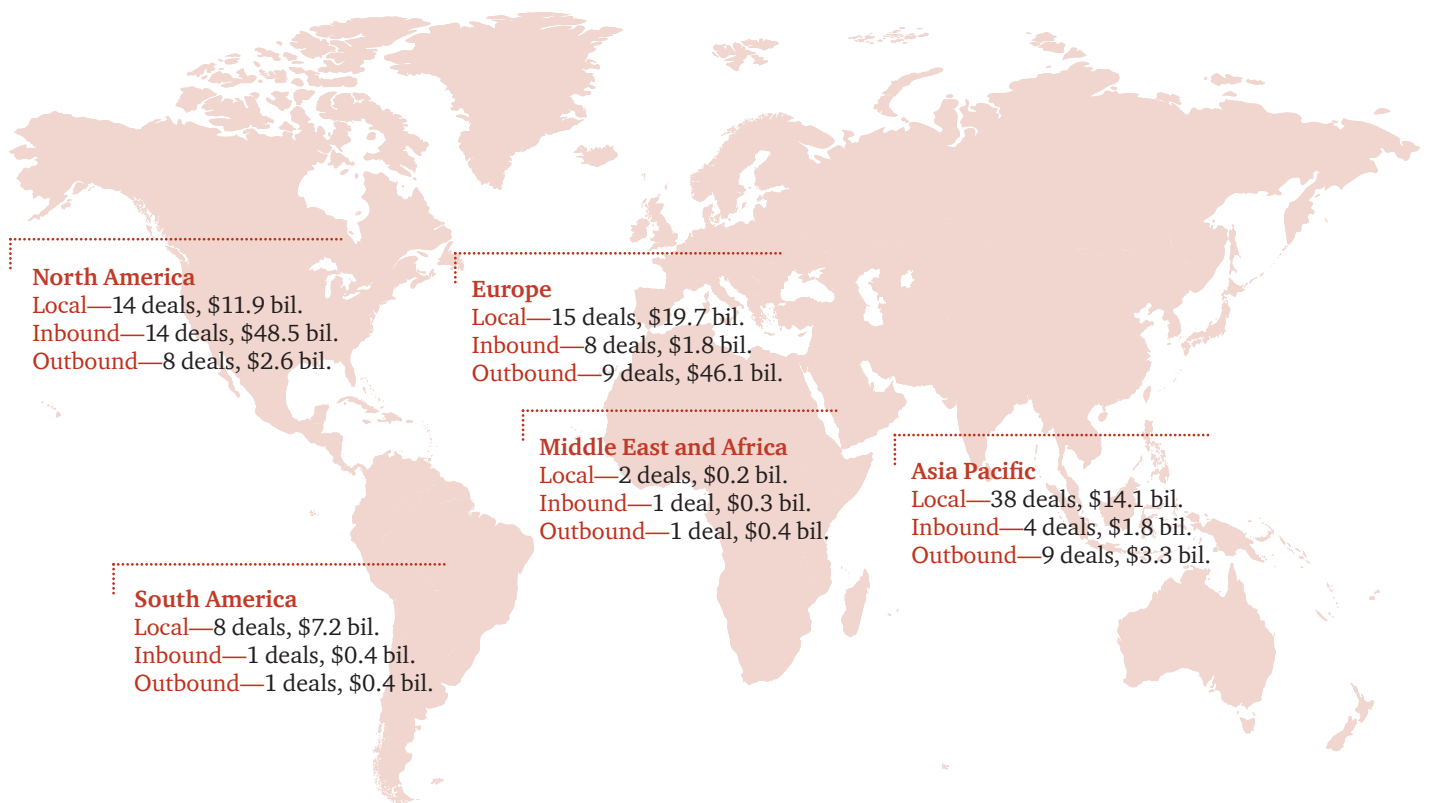 North America
Local—14 deals, $11.9 bil.
Inbound—14 deals, $48.5 bil.
Outbound—8 deals, $2.6 bil.
Europe
Local—15 deals, $19.7 bil.
Inbound—8 deals, $1.8 bil.
Outbound—9 deals, $46.1 bil.
Middle East and Africa
Local—2 deals, $0.2 bil.
Inbound—1 deal, $0.3 bil.
Outbound—1 deal, $0.4 bil.
Asia Pacific
Local—38 deals, $14.1 bil.
Inbound—4 deals, $1.8 bil.
Outbound—9 deals, $3.3 bil.
South America
Local—8 deals, $7.2 bil.
Inbound—1 deals, $0.4 bil.
Outbound—1 deals, $0.4 bil.